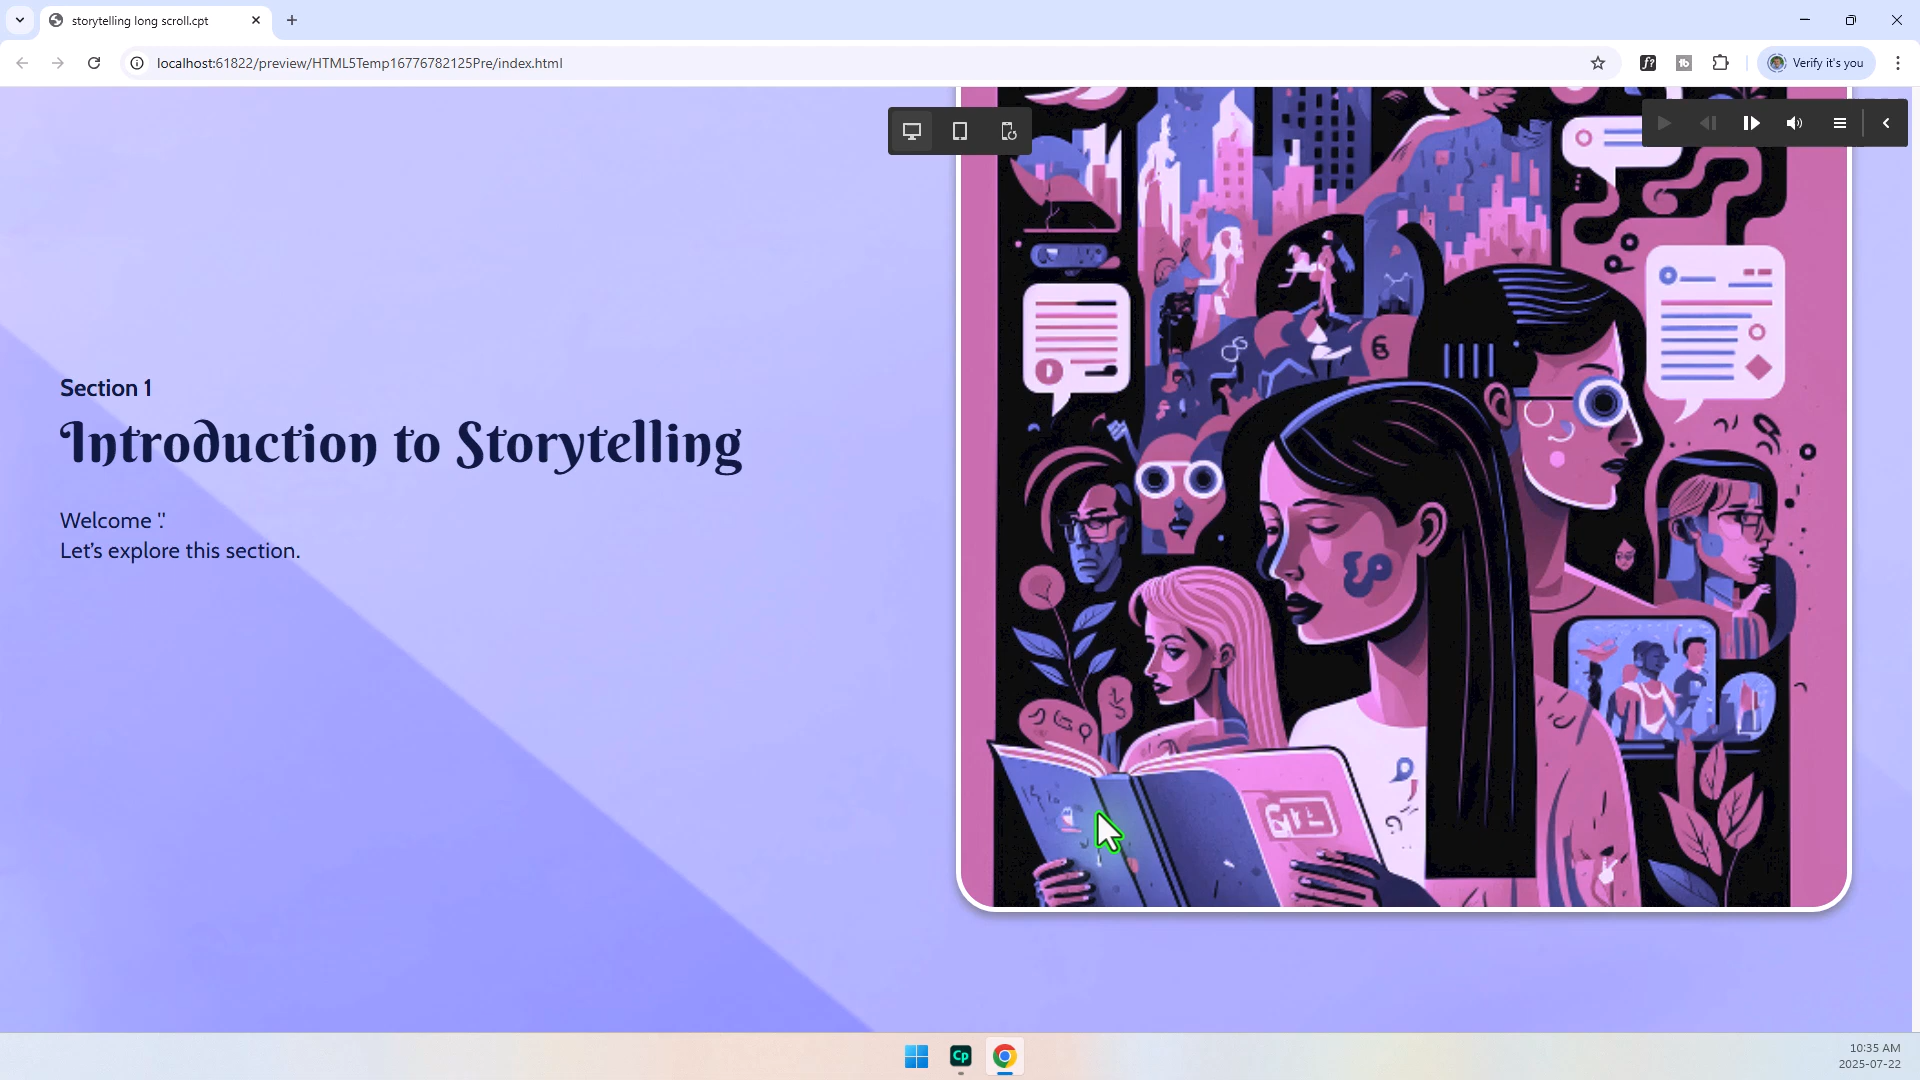 storytelling long scroll.cpt
localhost:61822/preview/HTML5Temp16776782125Pre/index.html
Verify it's you
Section 1
Introduction to Storytelling
Welcome ''.
Let's explore this section.
Cp
10:35 AM
2025-07-22